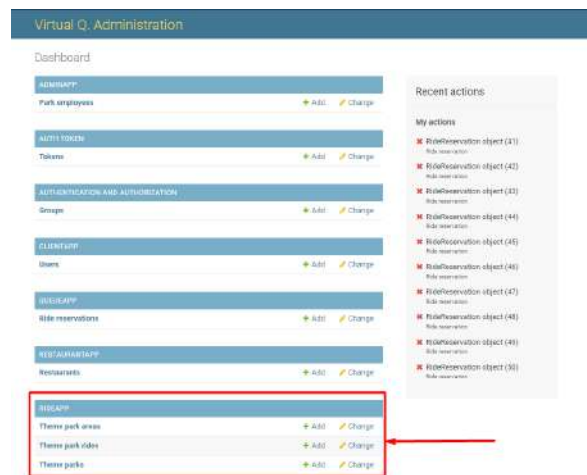 Virtual Q. Administration
Dashboard
ADMINAPP
Park employees + Add Change
AUTH TOKEN
Tokens + Add Change
AUTHENTICATION AND AUTHORIZATION
Groups + Add Change
CLIENTAPP
Users + Add Change
QUEUEAPP
Ride reservations + Add Change
RESTAURANTAPP
Restaurants + Add Change
RIDEAPP
Theme park areas + Add Change
Theme park rides + Add Change
Theme parks + Add Change
Recent actions
My actions
RideReservation object (41)
Ride reservation
RideReservation object (42)
Ride reservation
RideReservation object (43)
Ride reservation
RideReservation object (44)
Ride reservation
RideReservation object (45)
Ride reservation
RideReservation object (46)
Ride reservation
RideReservation object (47)
Ride reservation
RideReservation object (48)
Ride reservation
RideReservation object (49)
Ride reservation
RideReservation object (50)
Ride reservation